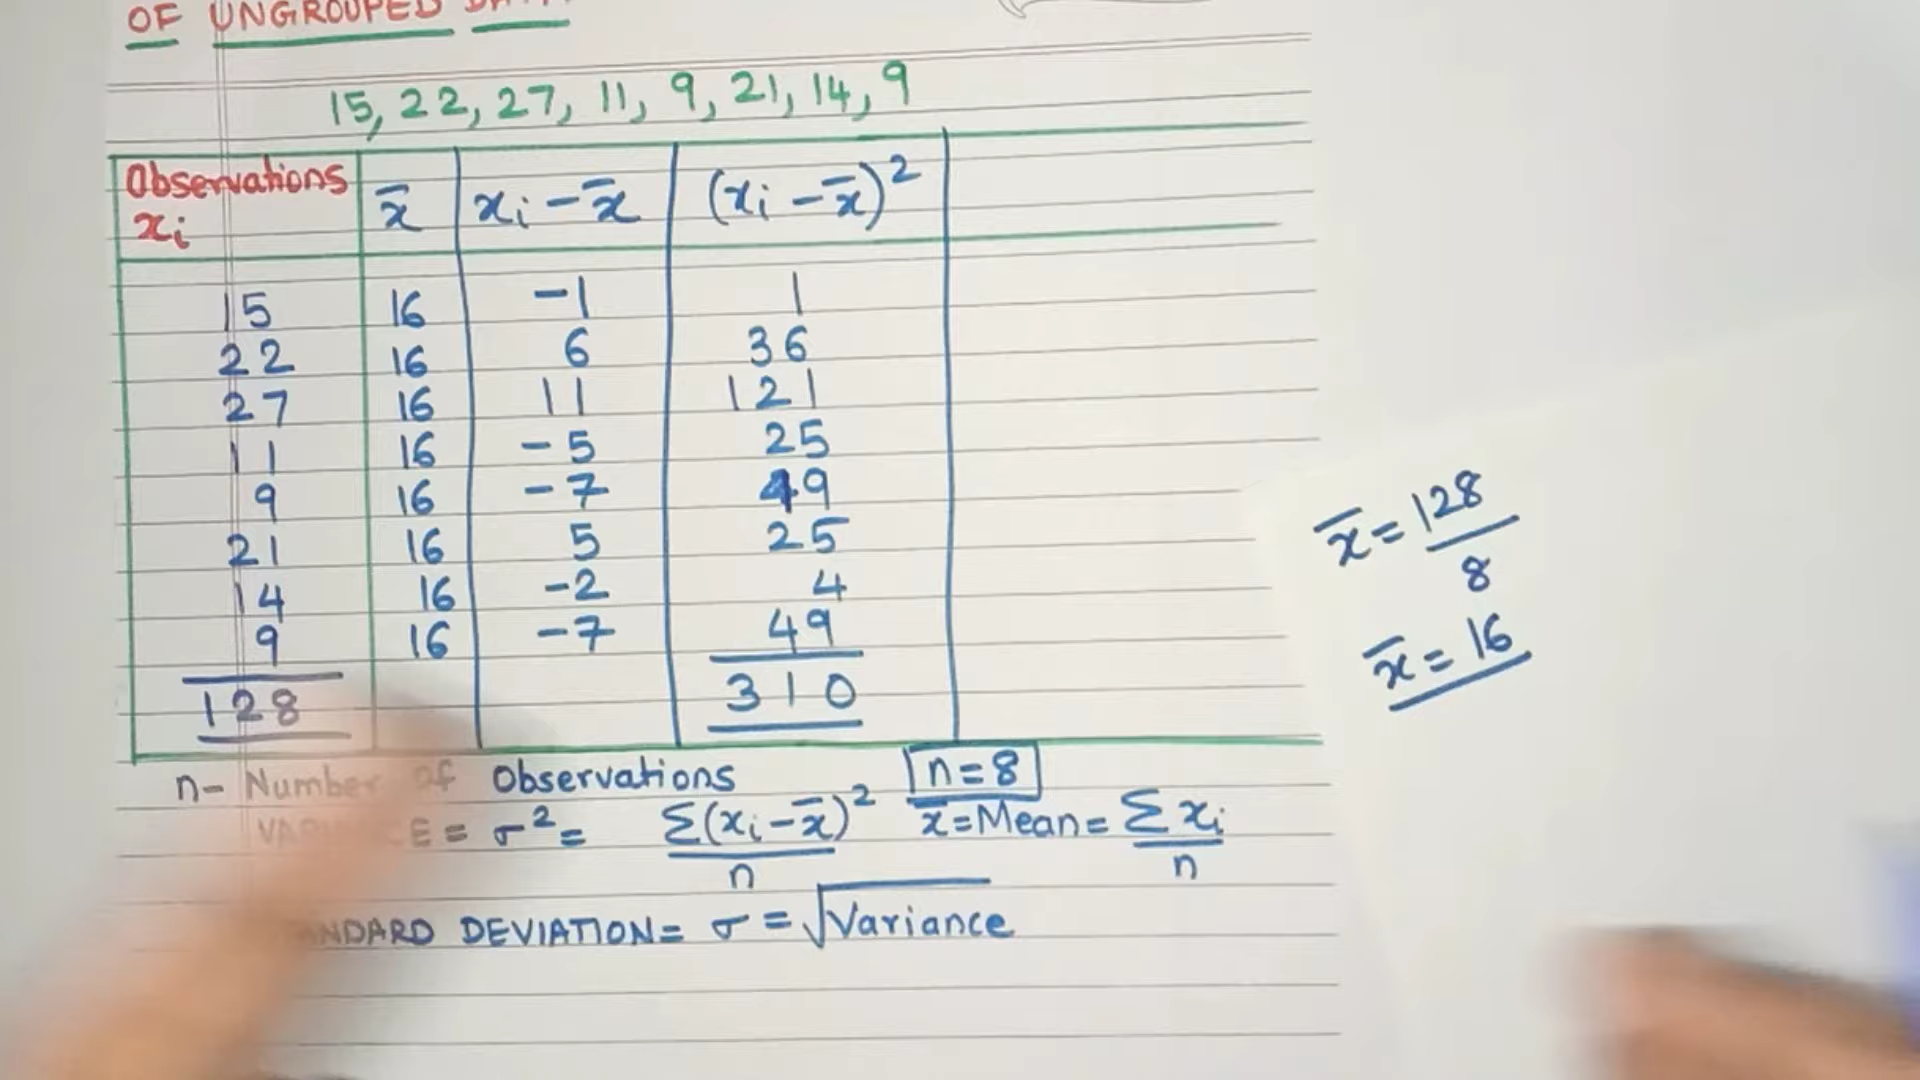 OF UNGROUPED DATA
15, 22, 27, 11, 9, 21, 14, 9
Observations xᵢ x̄ xᵢ - x̄ (xᵢ - x̄)²
15 16 -1 1
22 16 6 36
27 16 11 121
11 16 -5 25
9 16 -7 49
21 16 5 25
14 16 -2 4
9 16 -7 49
128 310
x̄ = 128/8
x̄ = 16
n- Number of Observations n=8
VARIANCE = σ² = Σ(xᵢ - x̄)²/n x̄ = Mean = Σxᵢ/n
STANDARD DEVIATION = σ = √Variance